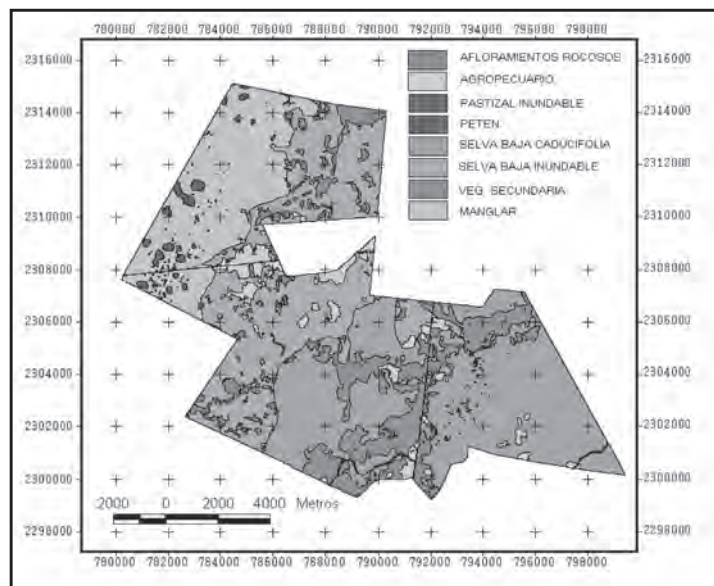 780000 782000 784000 786000 788000 790000 792000 794000 796000 798000
2316000 2316000
2314000 2314000
2312000 2312000
2310000 2310000
2308000 2308000
2306000 2306000
2304000 2304000
2302000 2302000
2300000 2300000
2298000 2298000
AFLORAMIENTOS ROCOSOS
AGROPECUARIO
PASTIZAL INUNDABLE
PETEN
SELVA BAJA CADUCIFOLIA
SELVA BAJA INUNDABLE
VEG. SECUNDARIA
MANGLAR
2000 0 2000 4000 Metros
780000 782000 784000 786000 788000 790000 792000 794000 796000 798000